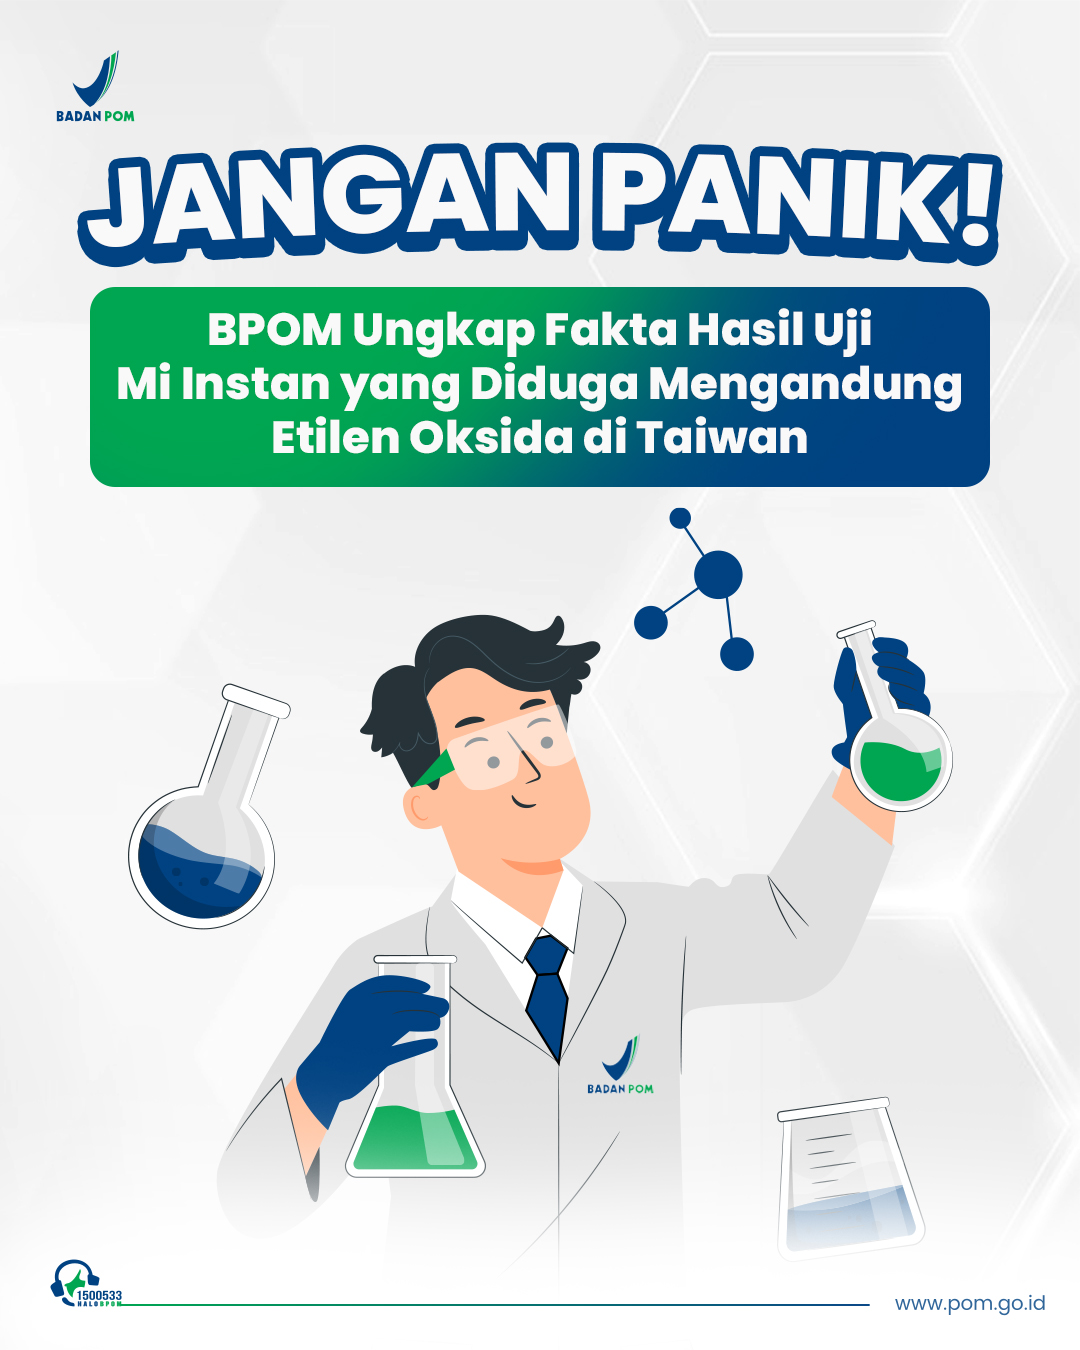 BADAN POM
JANGAN PANIK!
BPOM Ungkap Fakta Hasil Uji
Mi Instan yang Diduga Mengandung
Etilen Oksida di Taiwan
BADAN POM
1500533
HALOBPOM
www.pom.go.id